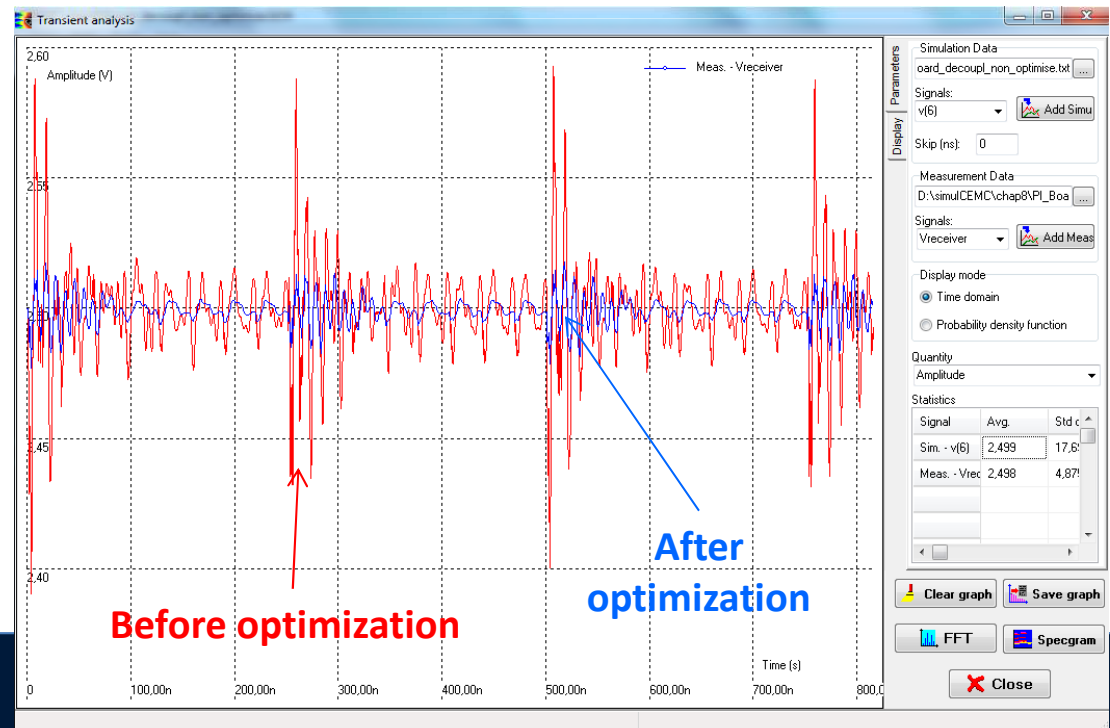 Transient analysis
2,60
Amplitude (V)
Meas. - Vreceiver
2,55
2,50
2,45
2,40
Before optimization
After
optimization
Time (s)
0
100,00n
200,00n
300,00n
400,00n
500,00n
600,00n
700,00n
800,0
Parameters
Display
Simulation Data
oard_decoupl_non_optimise.txt
...
Signals:
v(6)
Add Simu
Skip (ns):
0
Measurement Data
D:\simulCEMC\chap8\PI_Boa
...
Signals:
Vreceiver
Add Meas
Display mode
Time domain
Probability density function
Quantity
Amplitude
Statistics
Signal Avg. Std
Sim. - v(6) 2,499
Meas. - Vrec 2,498 4,875
Clear graph
Save graph
FFT
Specgram
Close